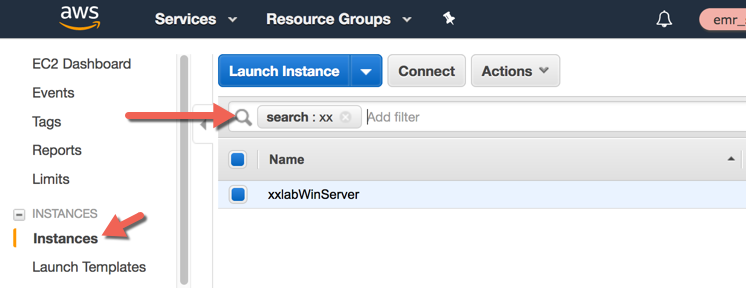 aws
Services
Resource Groups
emr_
EC2 Dashboard
Events
Tags
Reports
Limits
INSTANCES
Instances
Launch Templates
Launch Instance
Connect
Actions
search : xx
Add filter
Name
xxlabWinServer